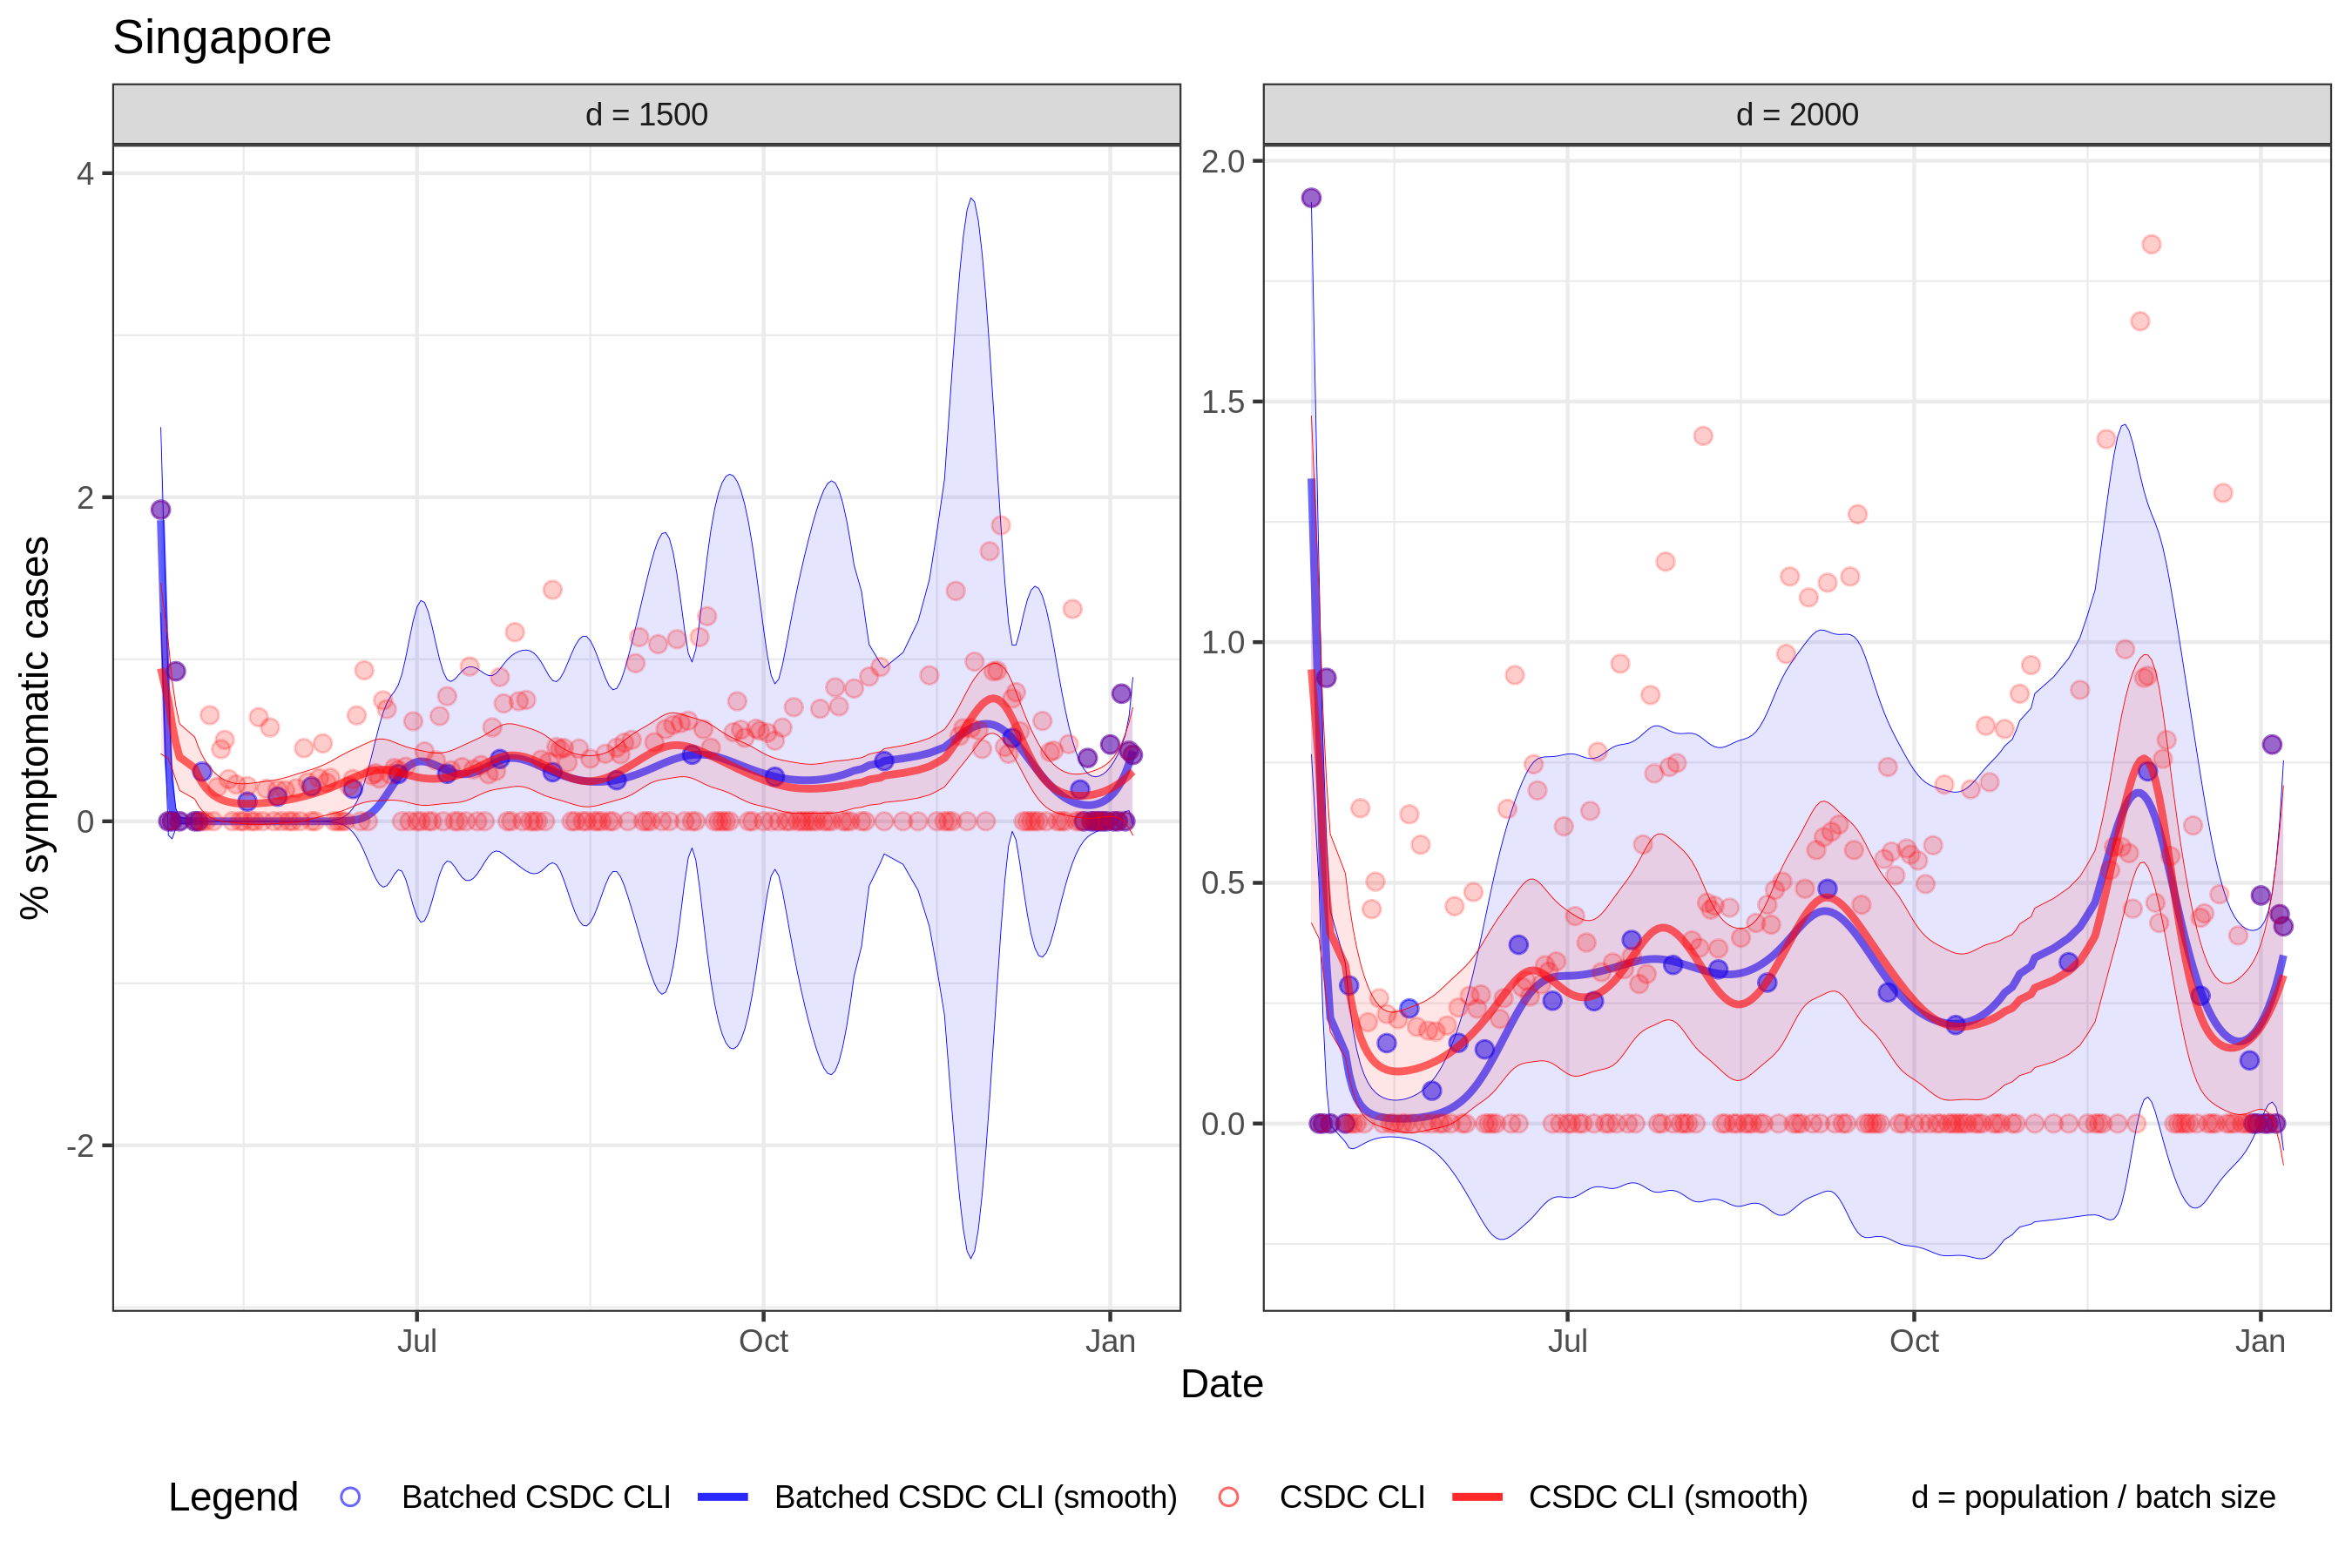 Singapore
d = 1500
d = 2000
% symptomatic cases
4
2
0
-2
2.0
1.5
1.0
0.5
0.0
Jul
Oct
Jan
Jul
Oct
Jan
Date
Legend
Batched CSDC CLI
Batched CSDC CLI (smooth)
CSDC CLI
CSDC CLI (smooth)
d = population / batch size